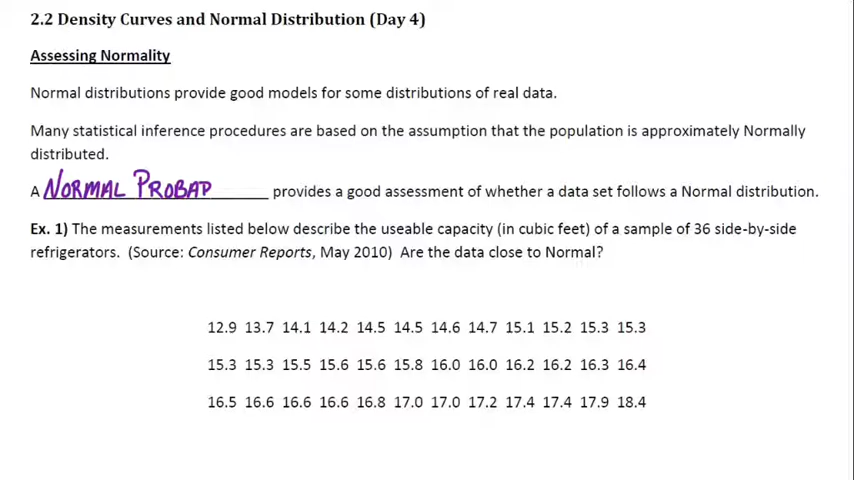 2.2 Density Curves and Normal Distribution (Day 4)
Assessing Normality
Normal distributions provide good models for some distributions of real data.
Many statistical inference procedures are based on the assumption that the population is approximately Normally
distributed.
A NORMAL PROBAP provides a good assessment of whether a data set follows a Normal distribution.
Ex. 1) The measurements listed below describe the useable capacity (in cubic feet) of a sample of 36 side-by-side
refrigerators. (Source: Consumer Reports, May 2010) Are the data close to Normal?
12.9 13.7 14.1 14.2 14.5 14.5 14.6 14.7 15.1 15.2 15.3 15.3
15.3 15.3 15.5 15.6 15.6 15.8 16.0 16.0 16.2 16.2 16.3 16.4
16.5 16.6 16.6 16.6 16.8 17.0 17.0 17.2 17.4 17.4 17.9 18.4